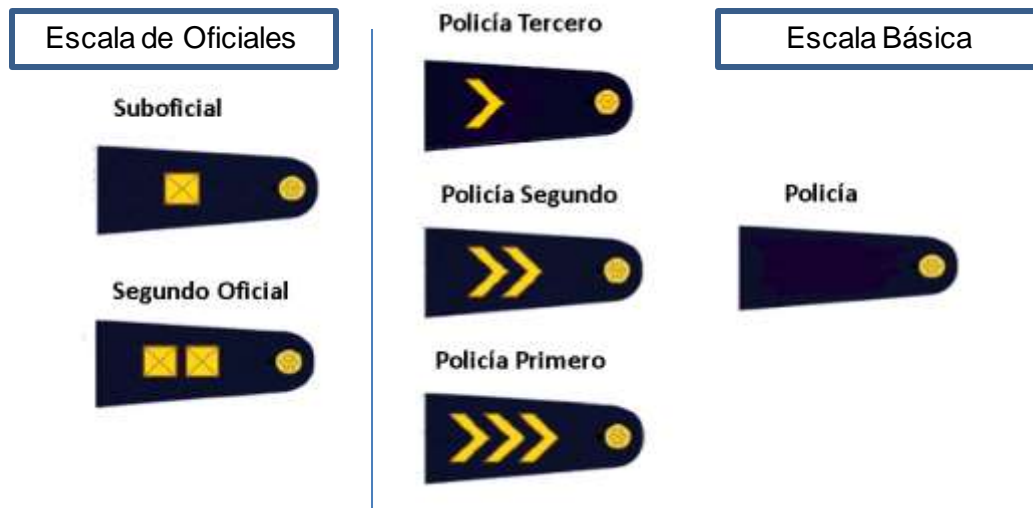 Escala de Oficiales
Suboficial
Segundo Oficial
Policía Tercero
Policía Segundo
Policía Primero
Escala Básica
Policía